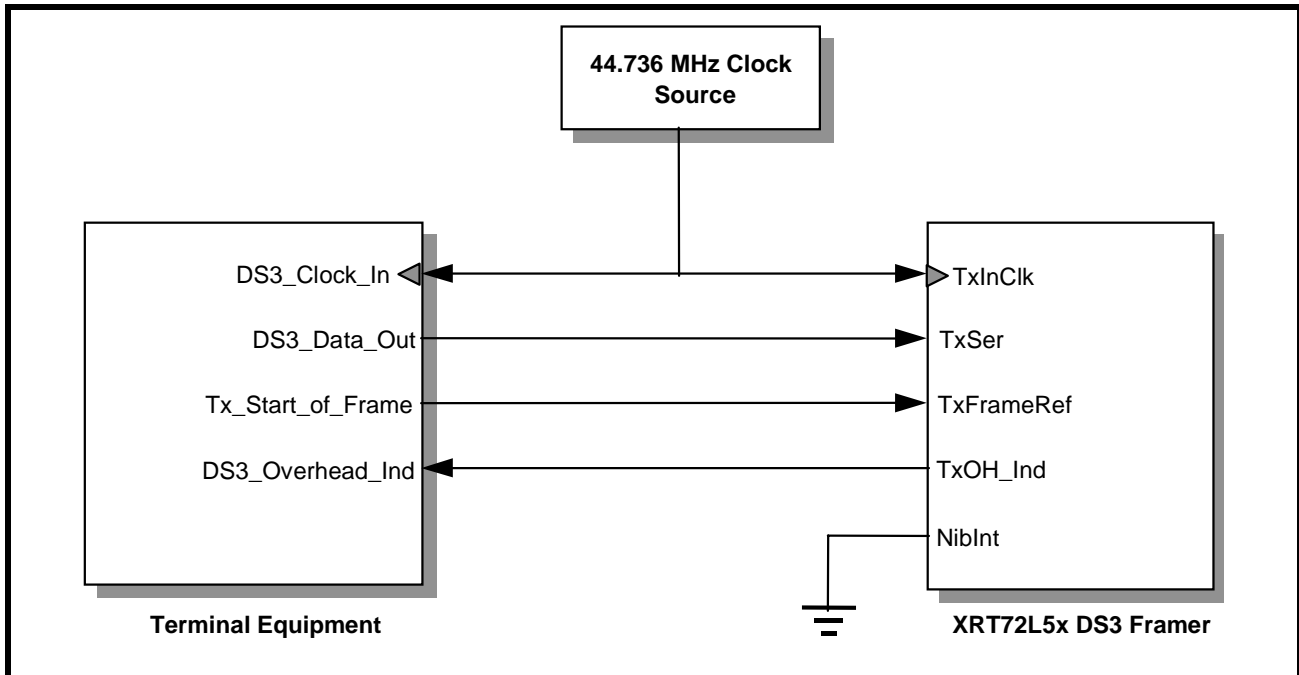 44.736 MHz Clock
Source
DS3_Clock_In
TxInClk
DS3_Data_Out
TxSer
Tx_Start_of_Frame
TxFrameRef
DS3_Overhead_Ind
TxOH_Ind
NibInt
Terminal Equipment
XRT72L5x DS3 Framer